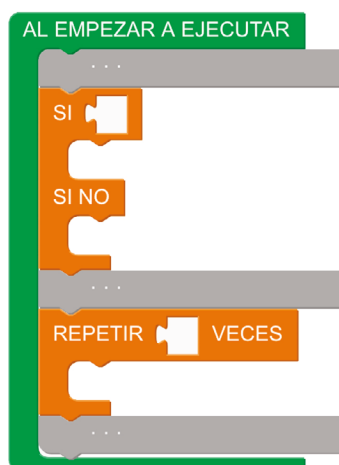 AL EMPEZAR A EJECUTAR
...
SI
SI NO
...
REPETIR VECES
...